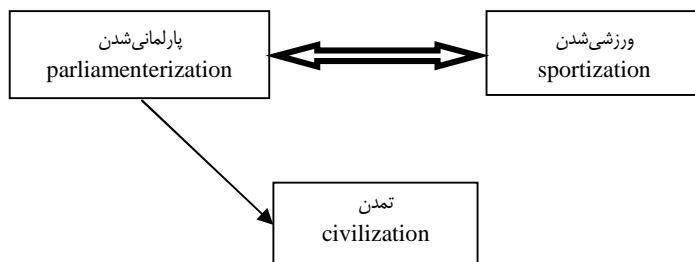 پارلمانی‌شدن
parliamenterization
ورزشی‌شدن
sportization
تمدن
civilization